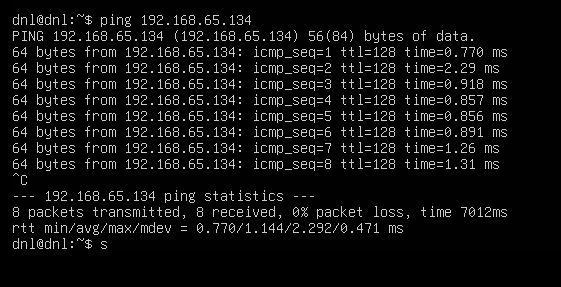 dnl@dnl:~$ ping 192.168.65.134
PING 192.168.65.134 (192.168.65.134) 56(84) bytes of data.
64 bytes from 192.168.65.134: icmp_seq=1 ttl=128 time=0.770 ms
64 bytes from 192.168.65.134: icmp_seq=2 ttl=128 time=2.29 ms
64 bytes from 192.168.65.134: icmp_seq=3 ttl=128 time=0.918 ms
64 bytes from 192.168.65.134: icmp_seq=4 ttl=128 time=0.857 ms
64 bytes from 192.168.65.134: icmp_seq=5 ttl=128 time=0.856 ms
64 bytes from 192.168.65.134: icmp_seq=6 ttl=128 time=0.891 ms
64 bytes from 192.168.65.134: icmp_seq=7 ttl=128 time=1.26 ms
64 bytes from 192.168.65.134: icmp_seq=8 ttl=128 time=1.31 ms
^C
--- 192.168.65.134 ping statistics ---
8 packets transmitted, 8 received, 0% packet loss, time 7012ms
rtt min/avg/max/mdev = 0.770/1.144/2.292/0.471 ms
dnl@dnl:~$ s